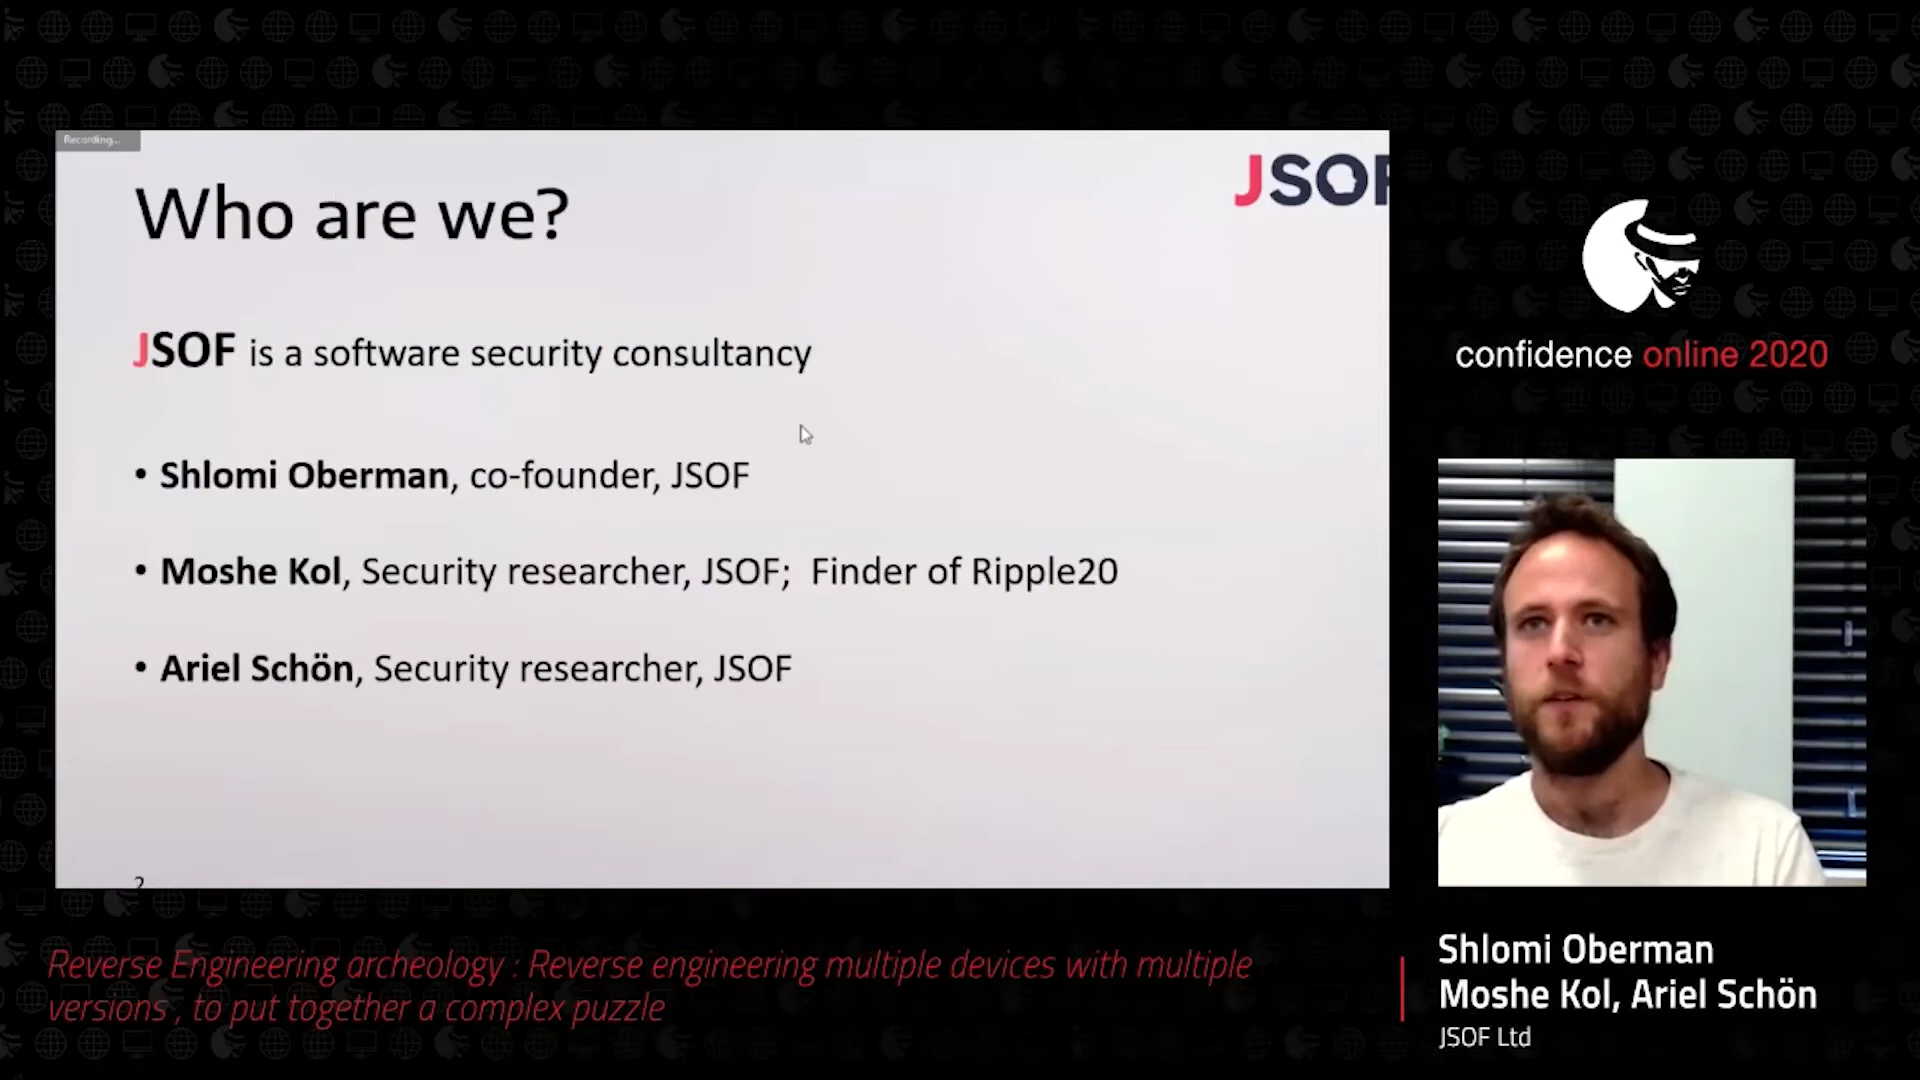 Recording...
JSOF
Who are we?
JSOF is a software security consultancy
• Shlomi Oberman, co-founder, JSOF
• Moshe Kol, Security researcher, JSOF;  Finder of Ripple20
• Ariel Schön, Security researcher, JSOF
2
confidence online 2020
Reverse Engineering archeology : Reverse engineering multiple devices with multiple
versions , to put together a complex puzzle
Shlomi Oberman
Moshe Kol, Ariel Schön
JSOF Ltd